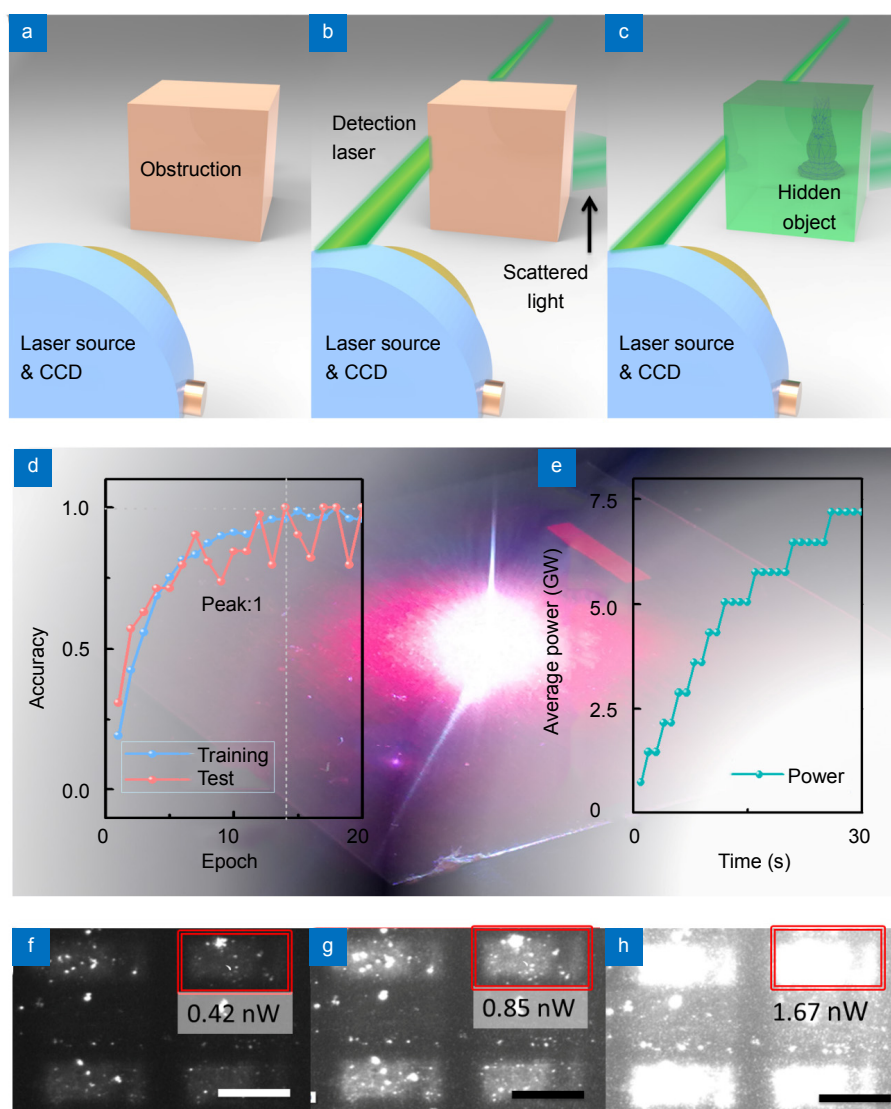 a
b
c
Obstruction
Laser source
& CCD
Detection
laser
Scattered
light
Laser source
& CCD
Hidden
object
Laser source
& CCD
d
Accuracy
1.0
0.5
0.0
Peak:1
Training
Test
0
10
20
Epoch
e
Average power (GW)
7.5
5.0
2.5
0
Power
0
15
30
Time (s)
f
0.42 nW
g
0.85 nW
h
1.67 nW